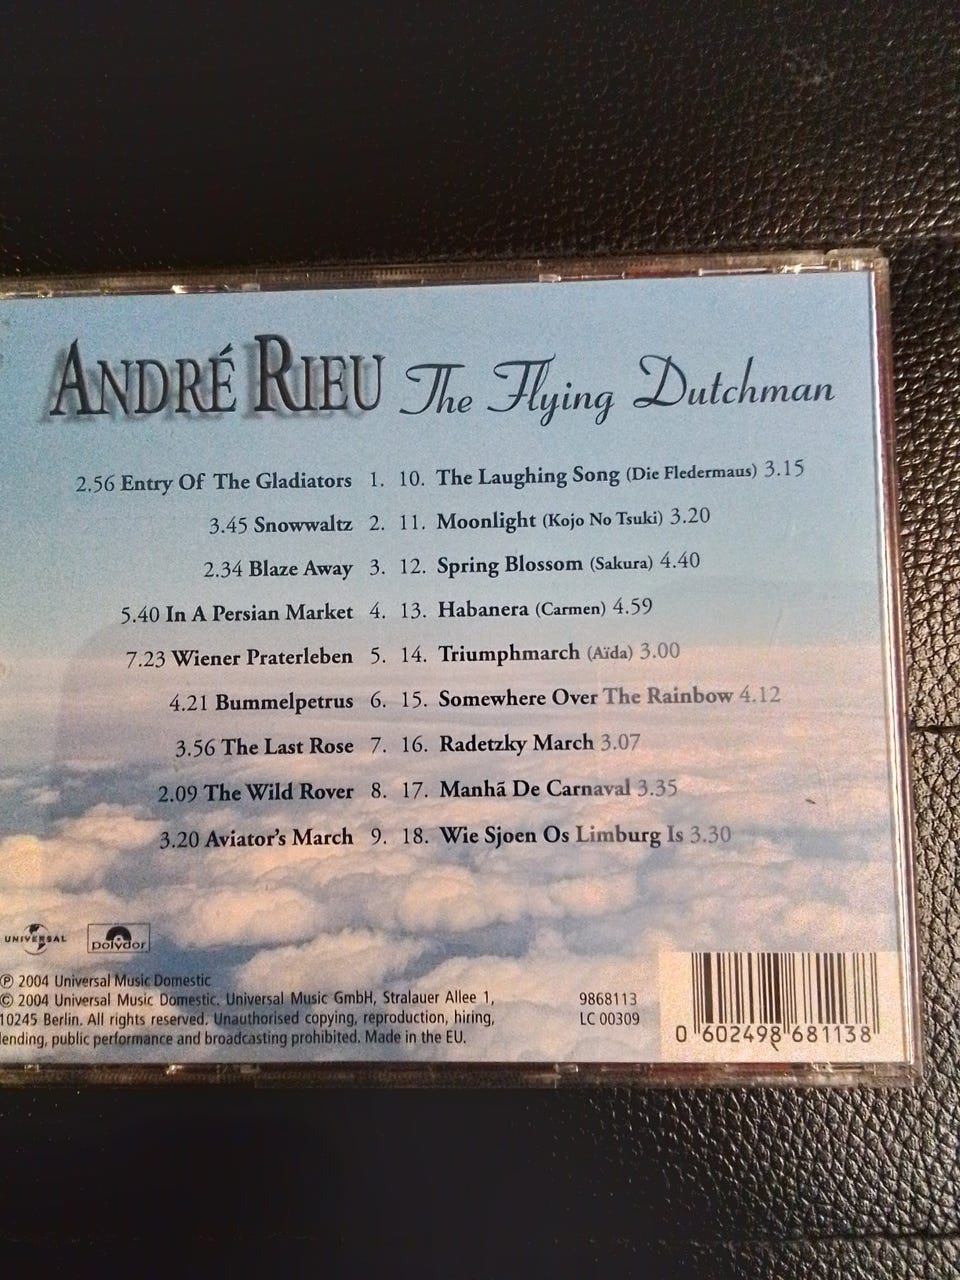 ANDRÉ RIEU The Flying Dutchman
2.56 Entry Of The Gladiators 1.
3.45 Snowwaltz 2.
2.34 Blaze Away 3.
5.40 In A Persian Market 4.
7.23 Wiener Praterleben 5.
4.21 Bummelpetrus 6.
3.56 The Last Rose 7.
2.09 The Wild Rover 8.
3.20 Aviator's March 9.
10. The Laughing Song (Die Fledermaus) 3.15
11. Moonlight (Kojo No Tsuki) 3.20
12. Spring Blossom (Sakura) 4.40
13. Habanera (Carmen) 4.59
14. Triumphmarch (Aïda) 3.00
15. Somewhere Over The Rainbow 4.12
16. Radetzky March 3.07
17. Manhã De Carnaval 3.35
18. Wie Sjoen Os Limburg Is 3.30
UNIVERSAL
polydor
℗ 2004 Universal Music Domestic
© 2004 Universal Music Domestic. Universal Music GmbH, Stralauer Allee 1,
10245 Berlin. All rights reserved. Unauthorised copying, reproduction, hiring,
lending, public performance and broadcasting prohibited. Made in the EU.
9868113
LC 00309
0 602498 681138